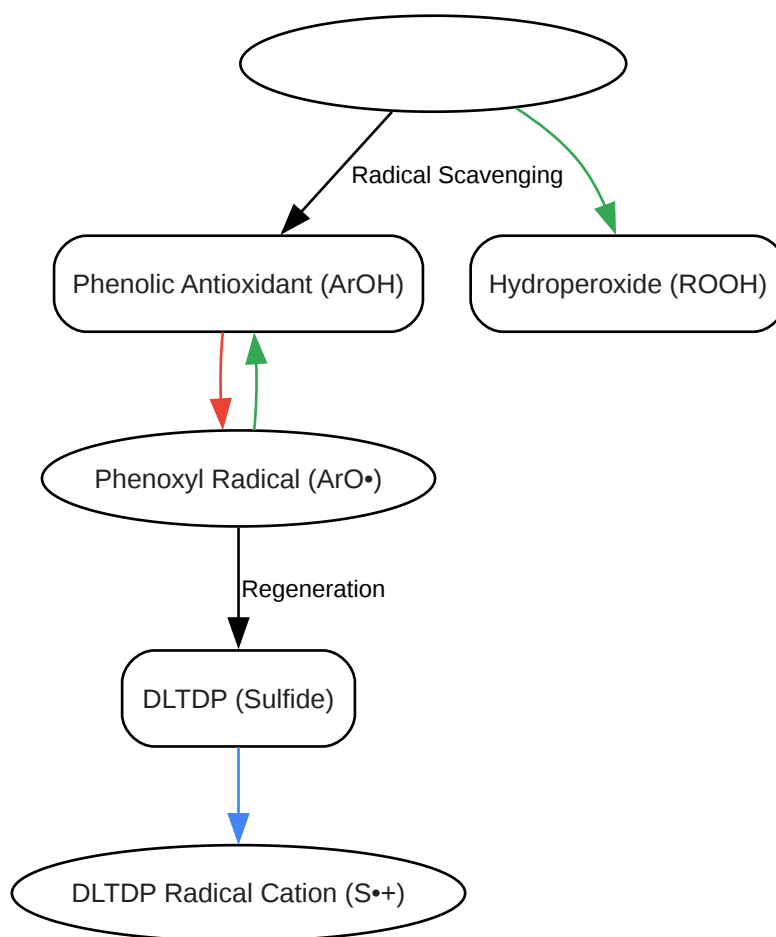 Radical Scavenging
Phenolic Antioxidant (ArOH)
Hydroperoxide (ROOH)
Phenoxyl Radical (ArO•)
Regeneration
DLTDP (Sulfide)
DLTDP Radical Cation (S•+)